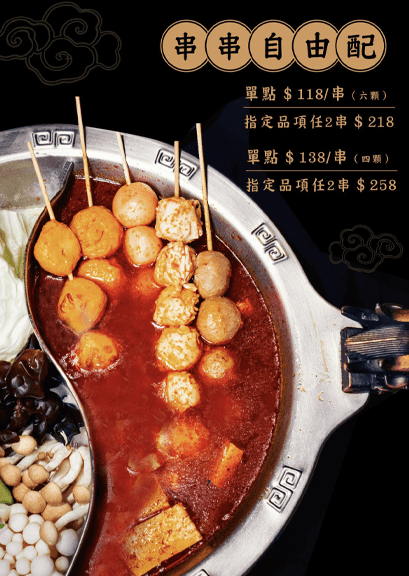 串串自由配
單點 $118/串（六顆）
指定品項任2串 $218
單點 $138/串（四顆）
指定品項任2串 $258